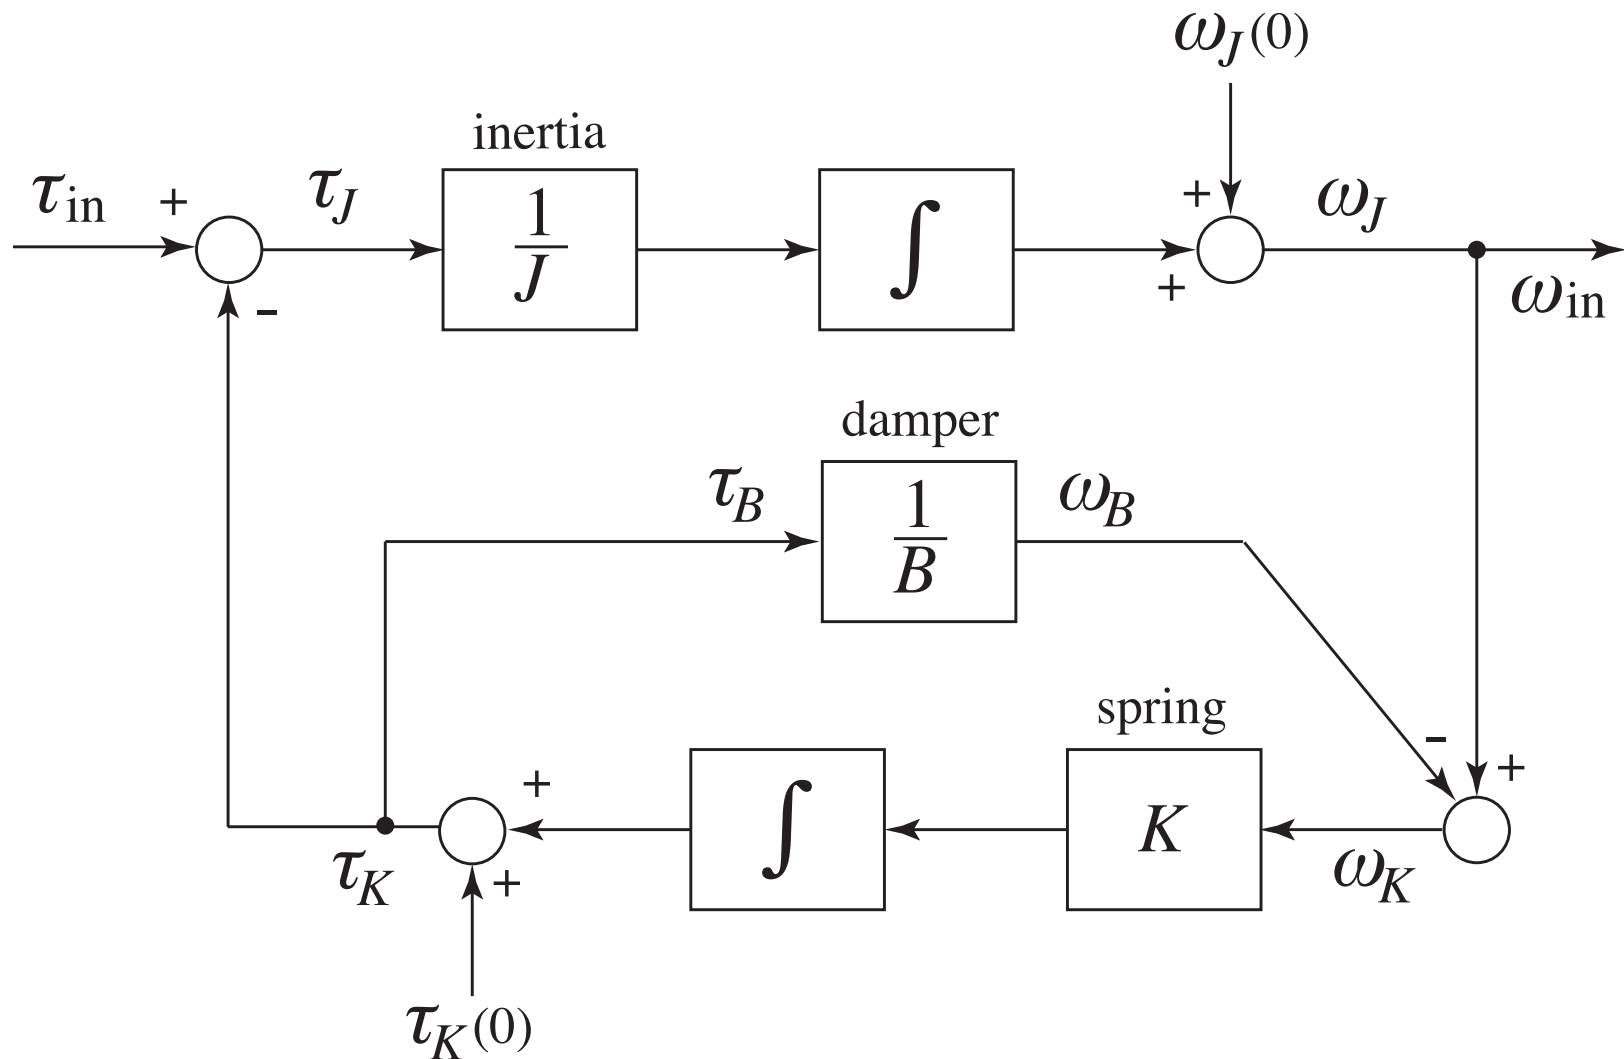 ω_J(0)
inertia
τ_in
+
τ_J
1
J
∫
+
+
ω_J
ω_in
-
damper
τ_B
1
B
ω_B
spring
-
+
+
∫
K
τ_K
+
ω_K
τ_K(0)